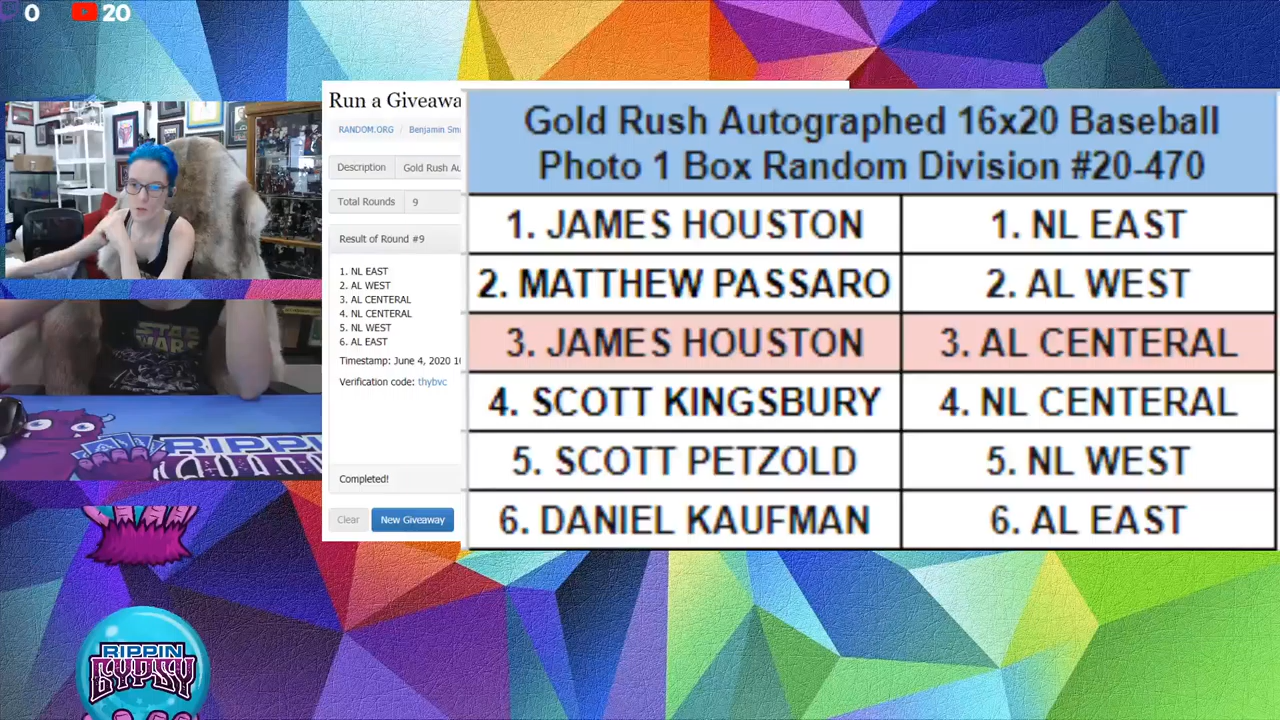 0 20
Run a Giveawa
RANDOM.ORG / Benjamin Sm
Description Gold Rush Au
Total Rounds 9
Result of Round #9
1. NL EAST
2. AL WEST
3. AL CENTERAL
4. NL CENTERAL
5. NL WEST
6. AL EAST
Timestamp: June 4, 2020 1
Verification code: thybvc
Completed!
Clear New Giveaway
Gold Rush Autographed 16x20 Baseball
Photo 1 Box Random Division #20-470
1. JAMES HOUSTON 1. NL EAST
2. MATTHEW PASSARO 2. AL WEST
3. JAMES HOUSTON 3. AL CENTERAL
4. SCOTT KINGSBURY 4. NL CENTERAL
5. SCOTT PETZOLD 5. NL WEST
6. DANIEL KAUFMAN 6. AL EAST
STAR
WARS
RIPPIN
RIPPIN
GYPSY